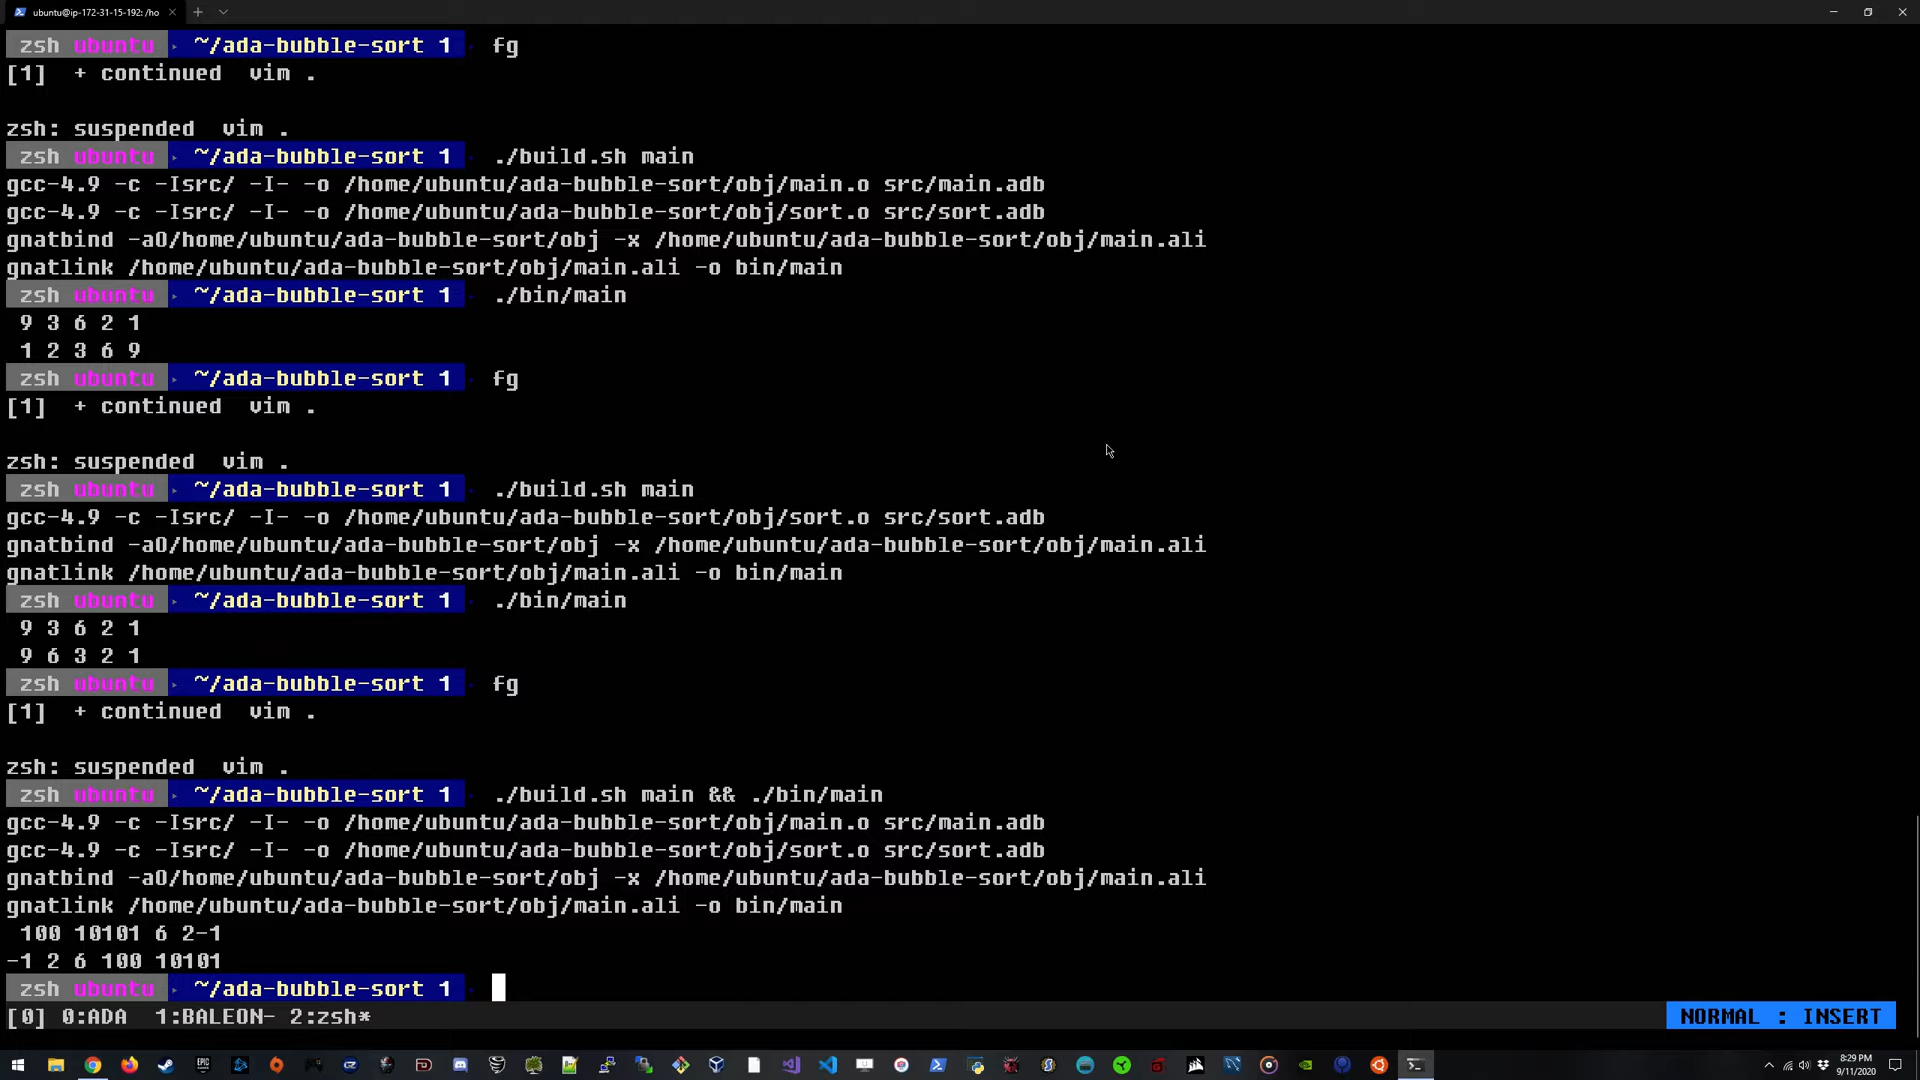 ubuntu@ip-172-31-15-192: /ho
zsh ubuntu ~/ada-bubble-sort 1 fg
[1]  + continued  vim .
zsh: suspended  vim .
zsh ubuntu ~/ada-bubble-sort 1 ./build.sh main
gcc-4.9 -c -Isrc/ -I- -o /home/ubuntu/ada-bubble-sort/obj/main.o src/main.adb
gcc-4.9 -c -Isrc/ -I- -o /home/ubuntu/ada-bubble-sort/obj/sort.o src/sort.adb
gnatbind -aO/home/ubuntu/ada-bubble-sort/obj -x /home/ubuntu/ada-bubble-sort/obj/main.ali
gnatlink /home/ubuntu/ada-bubble-sort/obj/main.ali -o bin/main
zsh ubuntu ~/ada-bubble-sort 1 ./bin/main
9 3 6 2 1
1 2 3 6 9
zsh ubuntu ~/ada-bubble-sort 1 fg
[1]  + continued  vim .
zsh: suspended  vim .
zsh ubuntu ~/ada-bubble-sort 1 ./build.sh main
gcc-4.9 -c -Isrc/ -I- -o /home/ubuntu/ada-bubble-sort/obj/sort.o src/sort.adb
gnatbind -aO/home/ubuntu/ada-bubble-sort/obj -x /home/ubuntu/ada-bubble-sort/obj/main.ali
gnatlink /home/ubuntu/ada-bubble-sort/obj/main.ali -o bin/main
zsh ubuntu ~/ada-bubble-sort 1 ./bin/main
9 3 6 2 1
9 6 3 2 1
zsh ubuntu ~/ada-bubble-sort 1 fg
[1]  + continued  vim .
zsh: suspended  vim .
zsh ubuntu ~/ada-bubble-sort 1 ./build.sh main && ./bin/main
gcc-4.9 -c -Isrc/ -I- -o /home/ubuntu/ada-bubble-sort/obj/main.o src/main.adb
gcc-4.9 -c -Isrc/ -I- -o /home/ubuntu/ada-bubble-sort/obj/sort.o src/sort.adb
gnatbind -aO/home/ubuntu/ada-bubble-sort/obj -x /home/ubuntu/ada-bubble-sort/obj/main.ali
gnatlink /home/ubuntu/ada-bubble-sort/obj/main.ali -o bin/main
100 10101 6 2-1
-1 2 6 100 10101
zsh ubuntu ~/ada-bubble-sort 1
[0] 0:ADA  1:BALEON- 2:zsh* NORMAL : INSERT
8:29 PM
9/11/2020